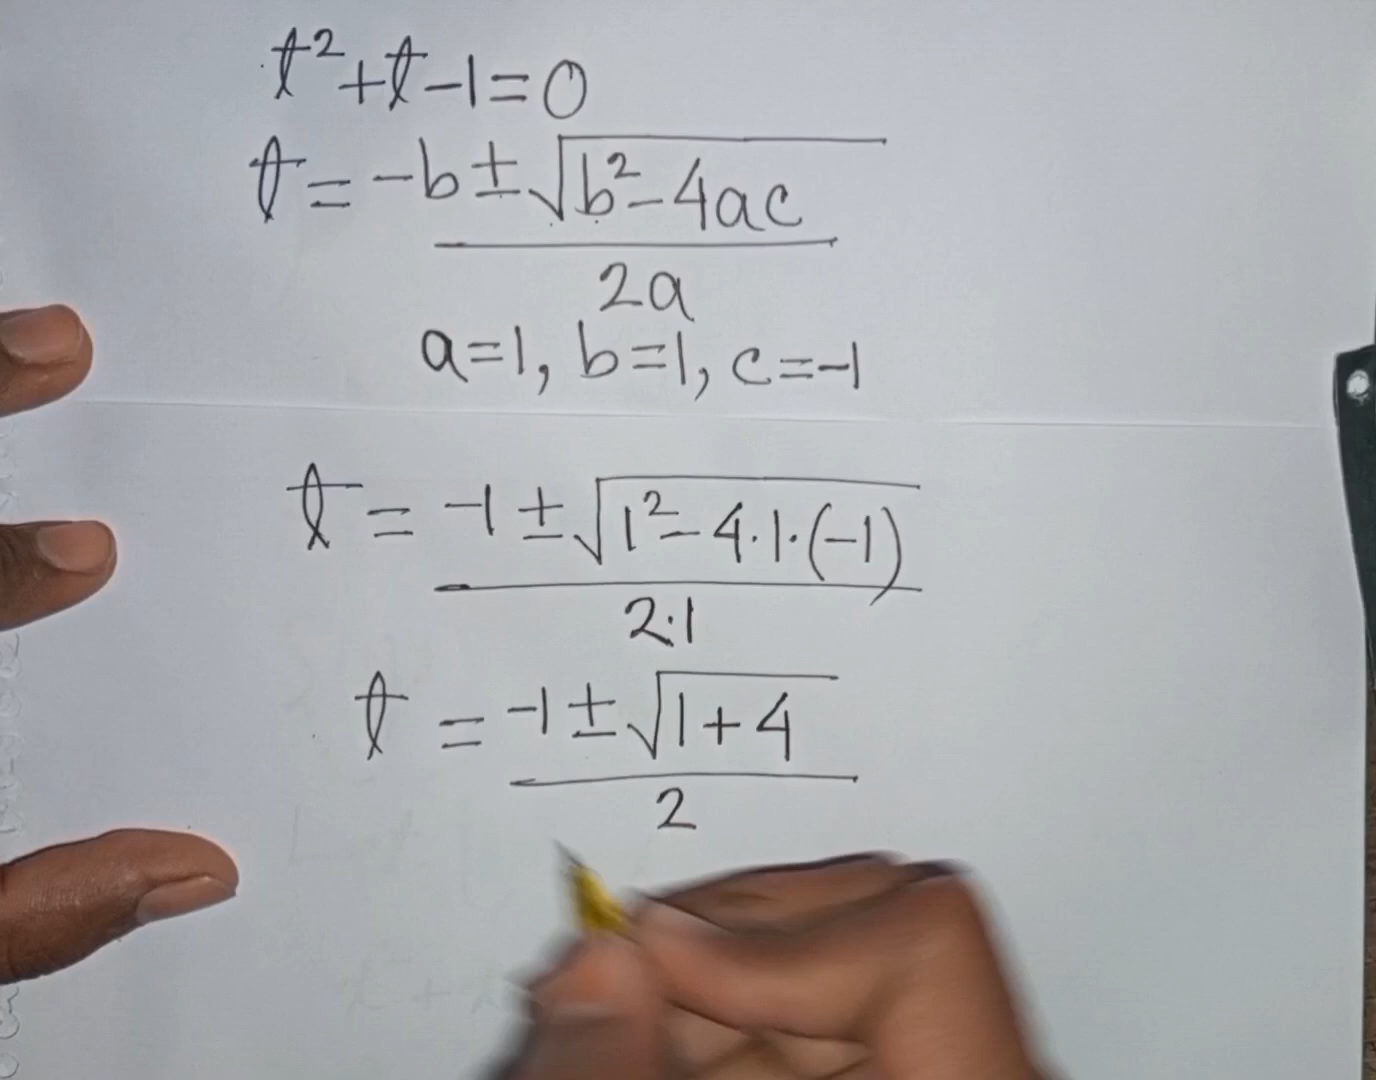 t²+t-1=0
t = -b ± √(b²-4ac)
2a
a=1, b=1, c=-1
t = -1 ± √(1²-4·1·(-1))
2·1
t = -1 ± √(1+4)
2